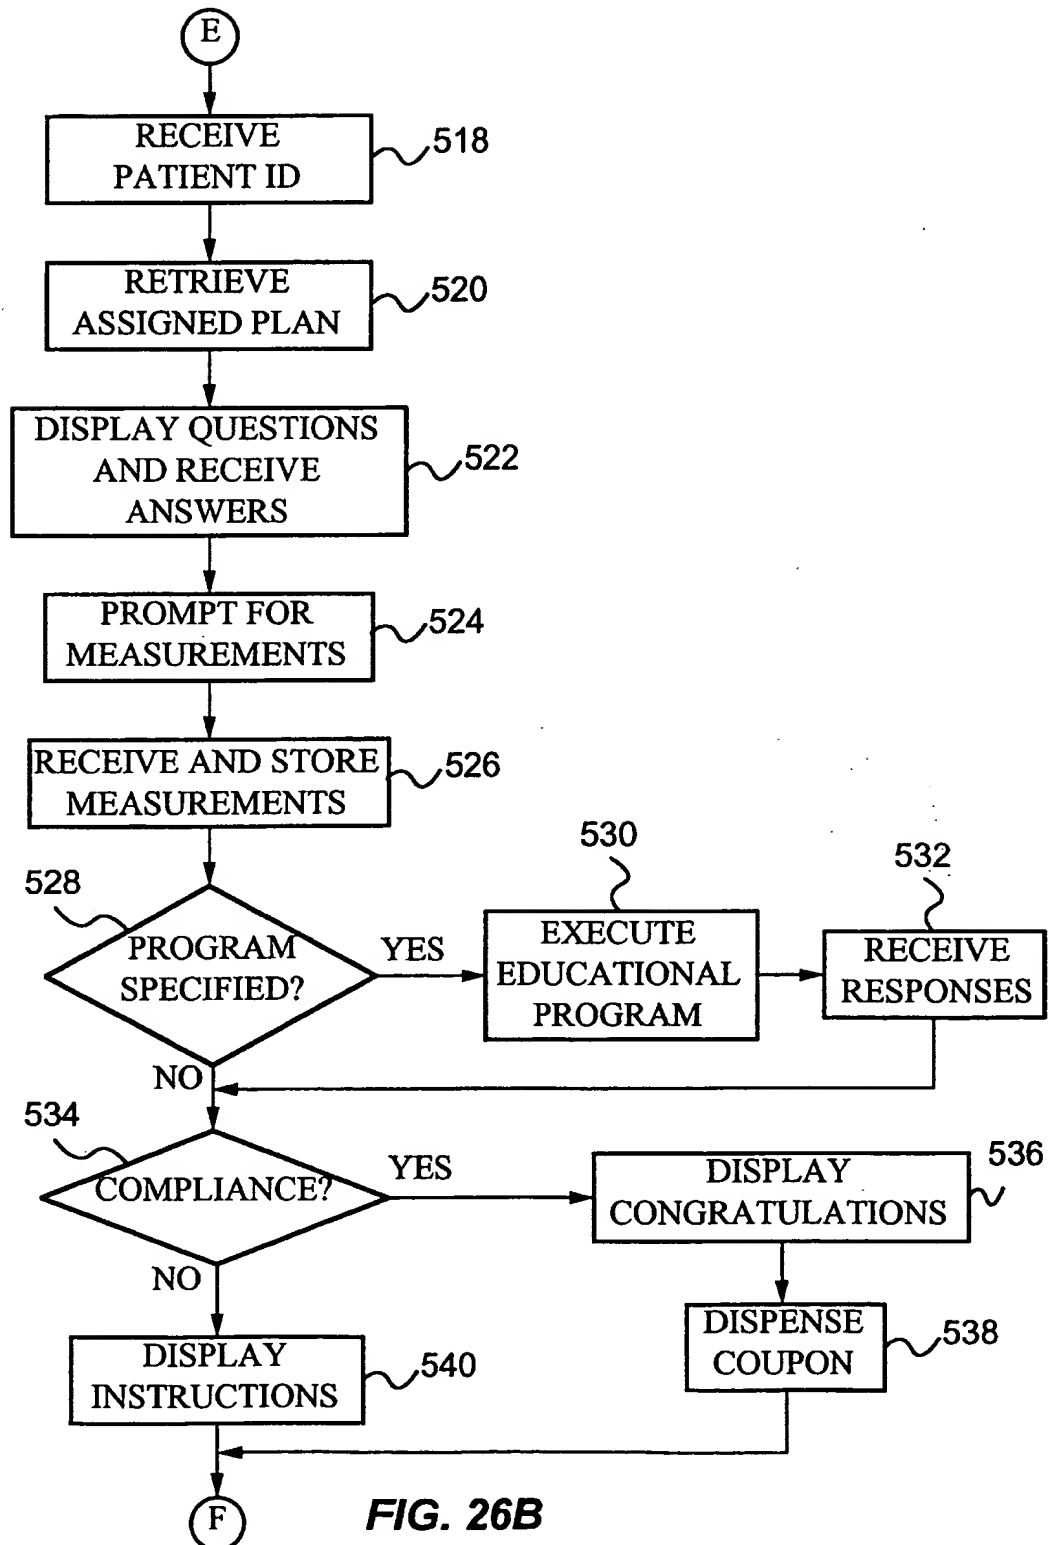 E
RECEIVE
PATIENT ID
518
RETRIEVE
ASSIGNED PLAN
520
DISPLAY QUESTIONS
AND RECEIVE
ANSWERS
522
PROMPT FOR
MEASUREMENTS
524
RECEIVE AND STORE
MEASUREMENTS
526
528
PROGRAM
SPECIFIED?
YES
NO
530
EXECUTE
EDUCATIONAL
PROGRAM
532
RECEIVE
RESPONSES
534
COMPLIANCE?
YES
NO
DISPLAY
CONGRATULATIONS
536
DISPENSE
COUPON
538
DISPLAY
INSTRUCTIONS
540
F
FIG. 26B